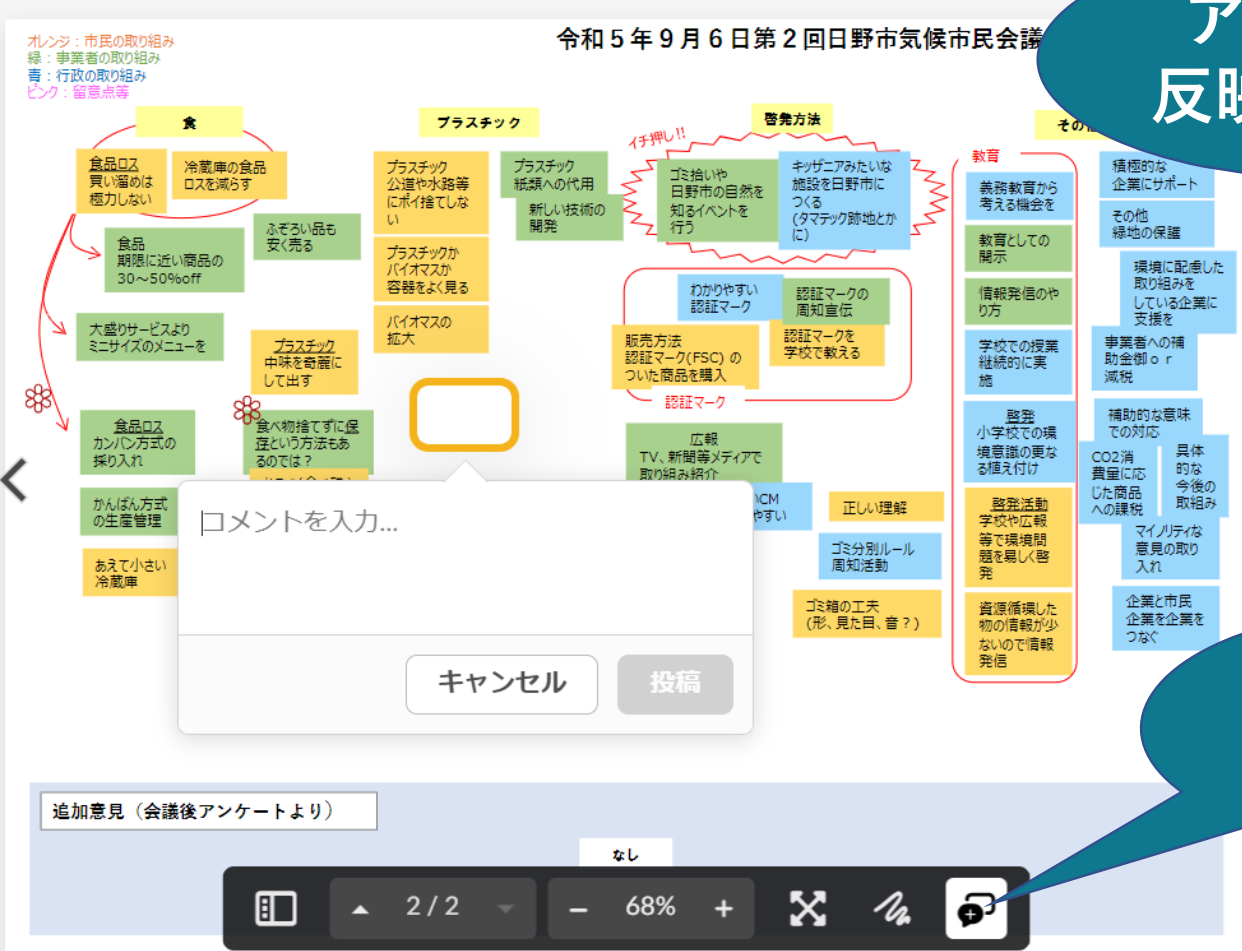 オレンジ：市民の取り組み
緑：事業者の取り組み
青：行政の取り組み
ピンク：留意点等
令和５年９月６日第２回日野市気候市民会議
ア
反映
食
食品ロス
買い溜めは
極力しない
冷蔵庫の食品
ロスを減らす
食品
期限に近い商品の
30～50%off
ふぞろい品も
安く売る
大盛りサービスより
ミニサイズのメニューを
プラスチック
中味を奇麗に
して出す
食品ロス
カンバン方式の
採り入れ
食べ物捨てずに保
存という方法もあ
るのでは？
かんばん方式
の生産管理
あえて小さい
冷蔵庫
プラスチック
プラスチック
公道や水路等
にポイ捨てしな
い
プラスチック
紙類への代用
新しい技術の
開発
プラスチックか
バイオマスか
容器をよく見る
バイオマスの
拡大
啓発方法
イチ押し!!
ゴミ拾いや
日野市の自然を
知るイベントを
行う
キッザニアみたいな
施設を日野市に
つくる
(タマテック跡地とか
に)
わかりやすい
認証マーク
認証マークの
周知宣伝
販売方法
認証マーク(FSC) の
ついた商品を購入
認証マークを
学校で教える
認証マーク
広報
TV、新聞等メディアで
取り組み紹介
CM
やすい
正しい理解
ゴミ分別ルール
周知活動
ゴミ箱の工夫
(形、見た目、音？)
その
教育
義務教育から
考える機会を
教育としての
開示
情報発信のや
り方
学校での授業
継続的に実
施
啓発
小学校での環
境意識の更な
る植え付け
啓発活動
学校や広報
等で環境問
題を易しく啓
発
資源循環した
物の情報が少
ないので情報
発信
積極的な
企業にサポート
その他
緑地の保護
環境に配慮した
取り組みを
している企業に
支援を
事業者への補
助金御ｏｒ
減税
補助的な意味
での対応
CO2消
費量に応
じた商品
への課税
具体
的な
今後の
取組み
マイノリティな
意見の取り
入れ
企業と市民
企業を企業を
つなぐ
コメントを入力...
キャンセル
投稿
追加意見（会議後アンケートより）
なし
2 / 2
68%